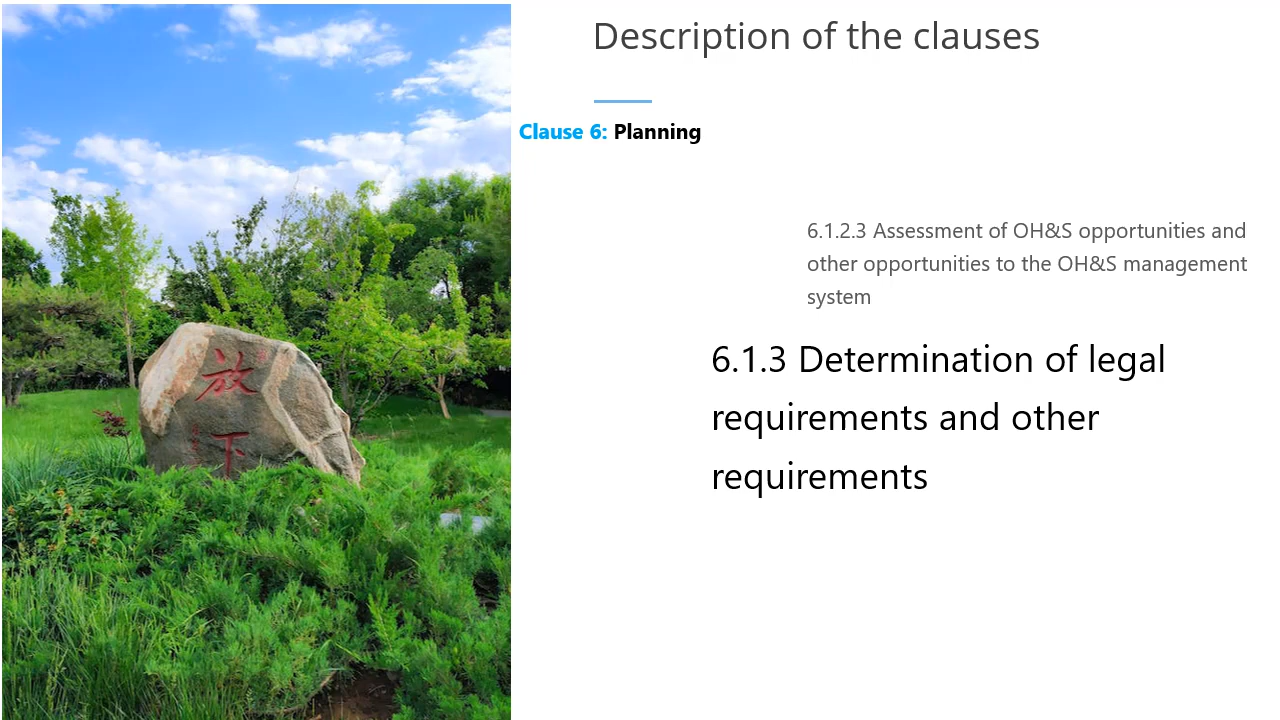 Description of the clauses
Clause 6: Planning
6.1.2.3 Assessment of OH&S opportunities and
other opportunities to the OH&S management
system
6.1.3 Determination of legal
requirements and other
requirements
放
下